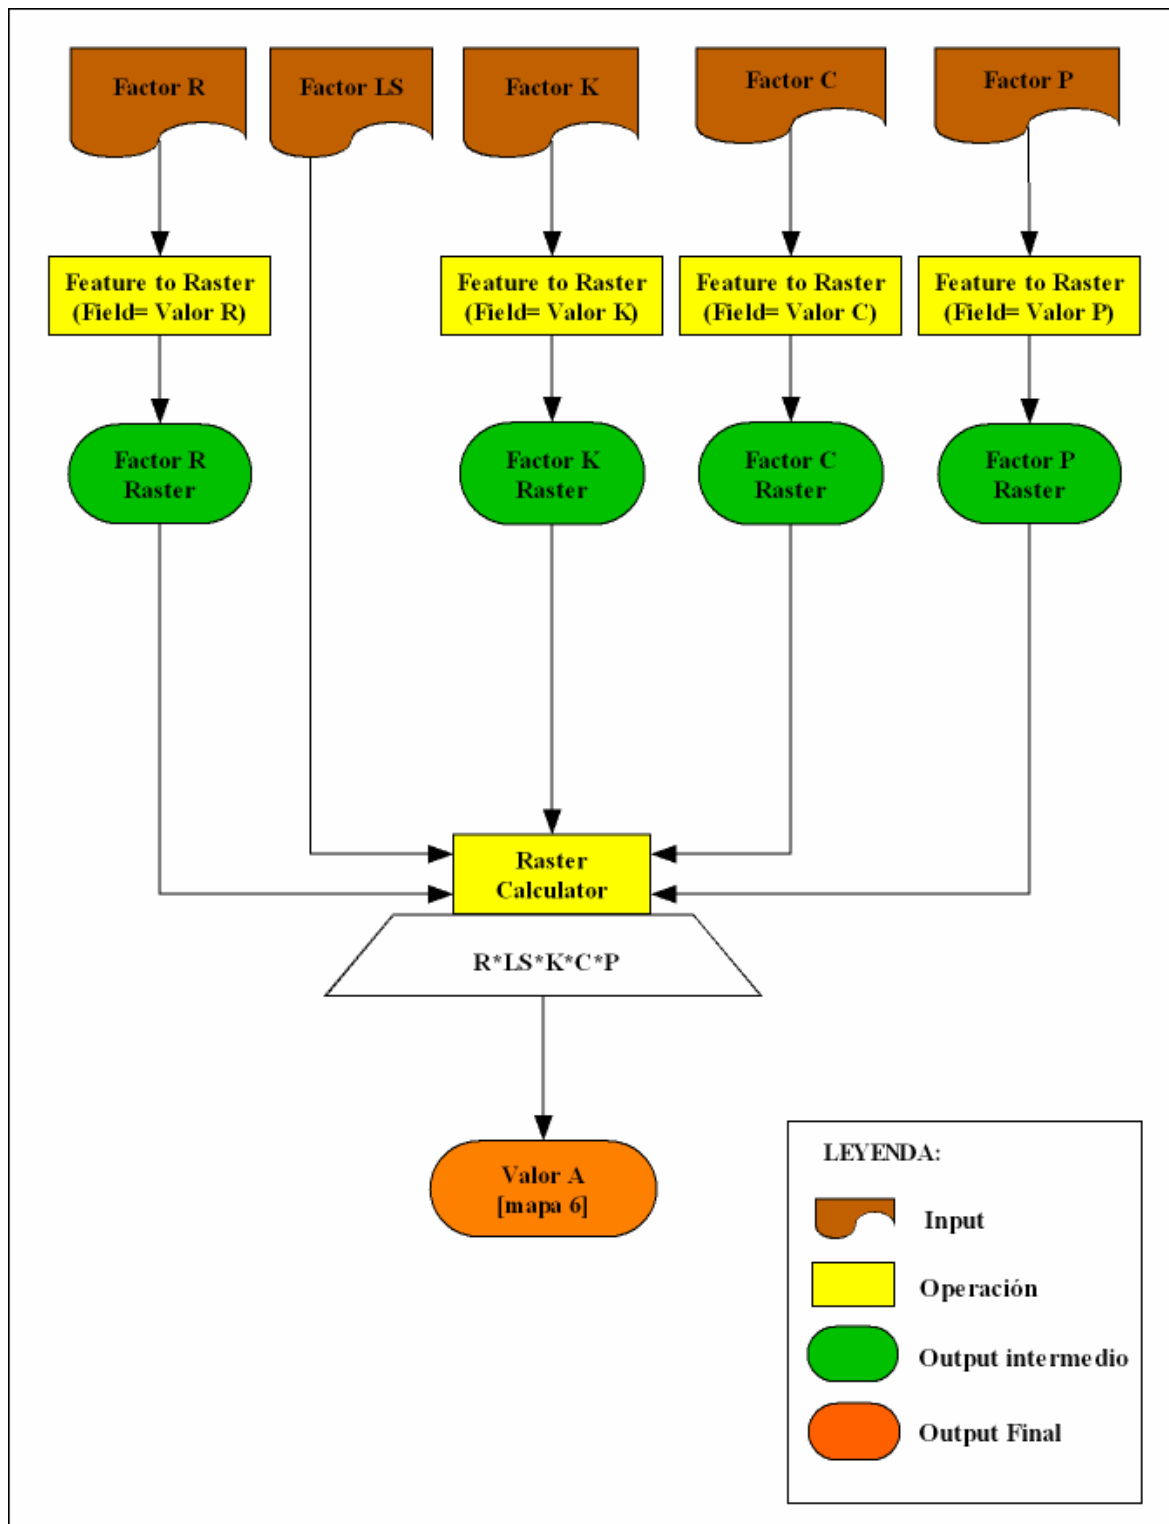 Factor R
Factor LS
Factor K
Factor C
Factor P
Feature to Raster
(Field= Valor R)
Feature to Raster
(Field= Valor K)
Feature to Raster
(Field= Valor C)
Feature to Raster
(Field= Valor P)
Factor R
Raster
Factor K
Raster
Factor C
Raster
Factor P
Raster
Raster
Calculator
R*LS*K*C*P
Valor A
[mapa 6]
LEYENDA:
Input
Operación
Output intermedio
Output Final